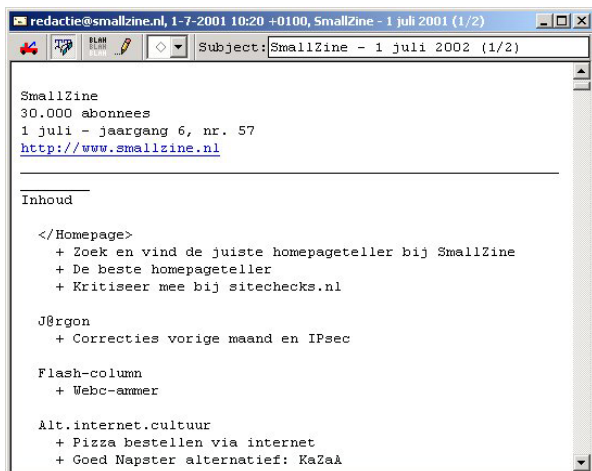 redactie@smallzine.nl, 1-7-2001 10:20 +0100, SmallZine - 1 juli 2001 (1/2)
BLAH BLAH BLAH Subject: SmallZine - 1 juli 2002 (1/2)
SmallZine
30.000 abonnees
1 juli - jaargang 6, nr. 57
http://www.smallzine.nl
Inhoud
</Homepage>
+ Zoek en vind de juiste homepageteller bij SmallZine
+ De beste homepageteller
+ Kritiseer mee bij sitechecks.nl
J@rgon
+ Correcties vorige maand en IPsec
Flash-column
+ Webc-ammer
Alt.internet.cultuur
+ Pizza bestellen via internet
+ Goed Napster alternatief: KaZaA